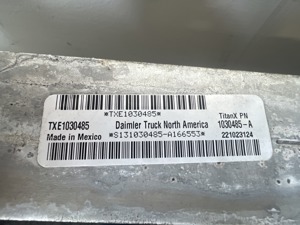 *TXE1030485*
TitanX PN
TXE1030485 Daimler Truck North America 1030485-A
Made in Mexico *S131030485-A166553* 221023124